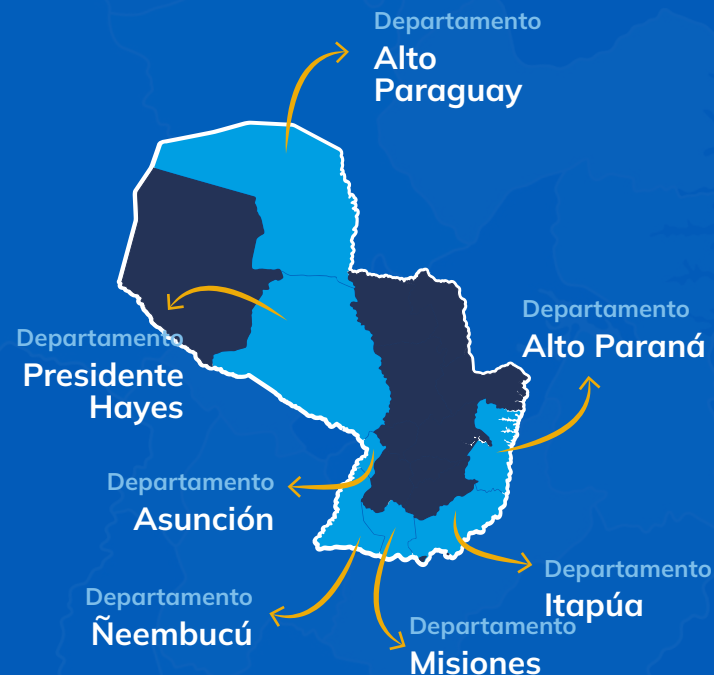 Departamento
Alto
Paraguay
Departamento
Alto Paraná
Departamento
Presidente
Hayes
Departamento
Asunción
Departamento
Itapúa
Departamento
Ñeembucú
Departamento
Misiones